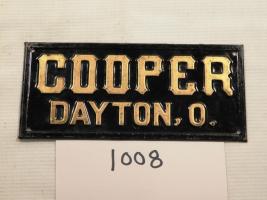 COOPER
DAYTON, O.
1008